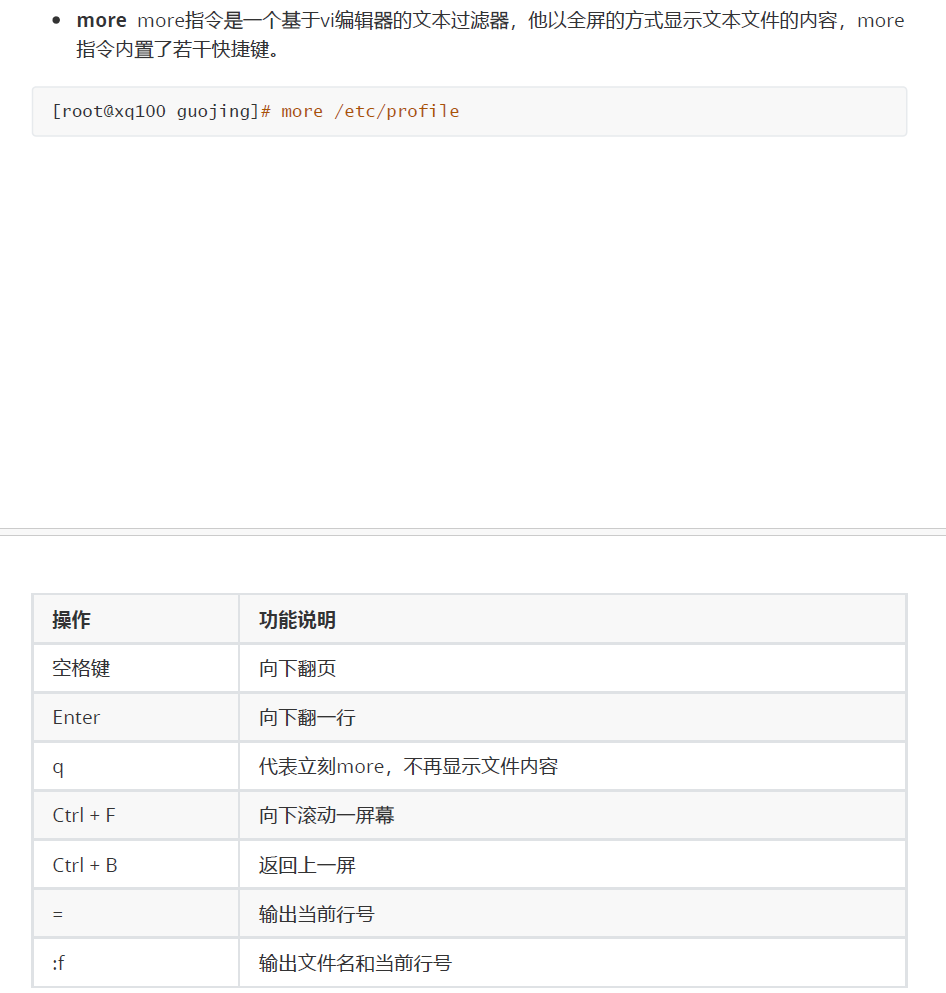 more more指令是一个基于vi编辑器的文本过滤器，他以全屏的方式显示文本文件的内容，more
指令内置了若干快捷键。
[root@xq100 guojing]# more /etc/profile
操作 功能说明
空格键 向下翻页
Enter 向下翻一行
q 代表立刻more，不再显示文件内容
Ctrl + F 向下滚动一屏幕
Ctrl + B 返回上一屏
= 输出当前行号
:f 输出文件名和当前行号